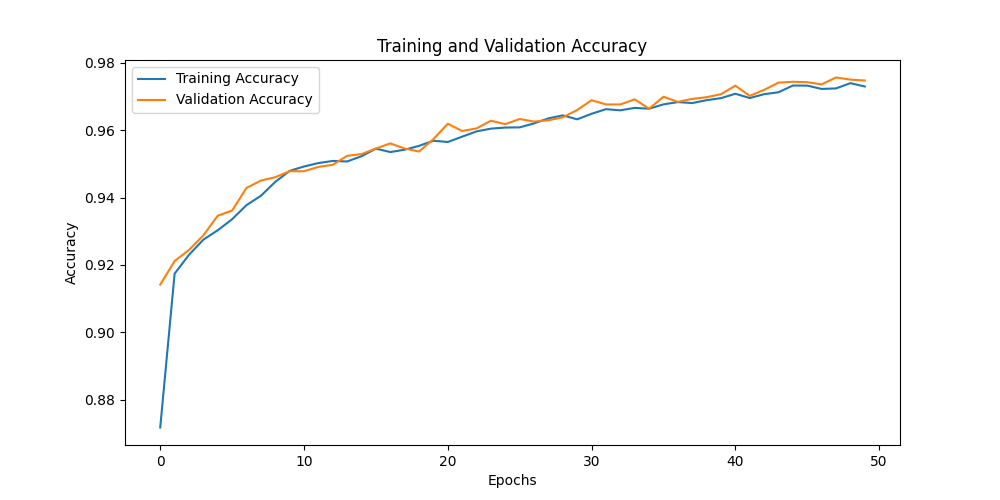 Training and Validation Accuracy
Training Accuracy
Validation Accuracy
0.98
0.96
0.94
0.92
0.90
0.88
Accuracy
0 10 20 30 40 50
Epochs